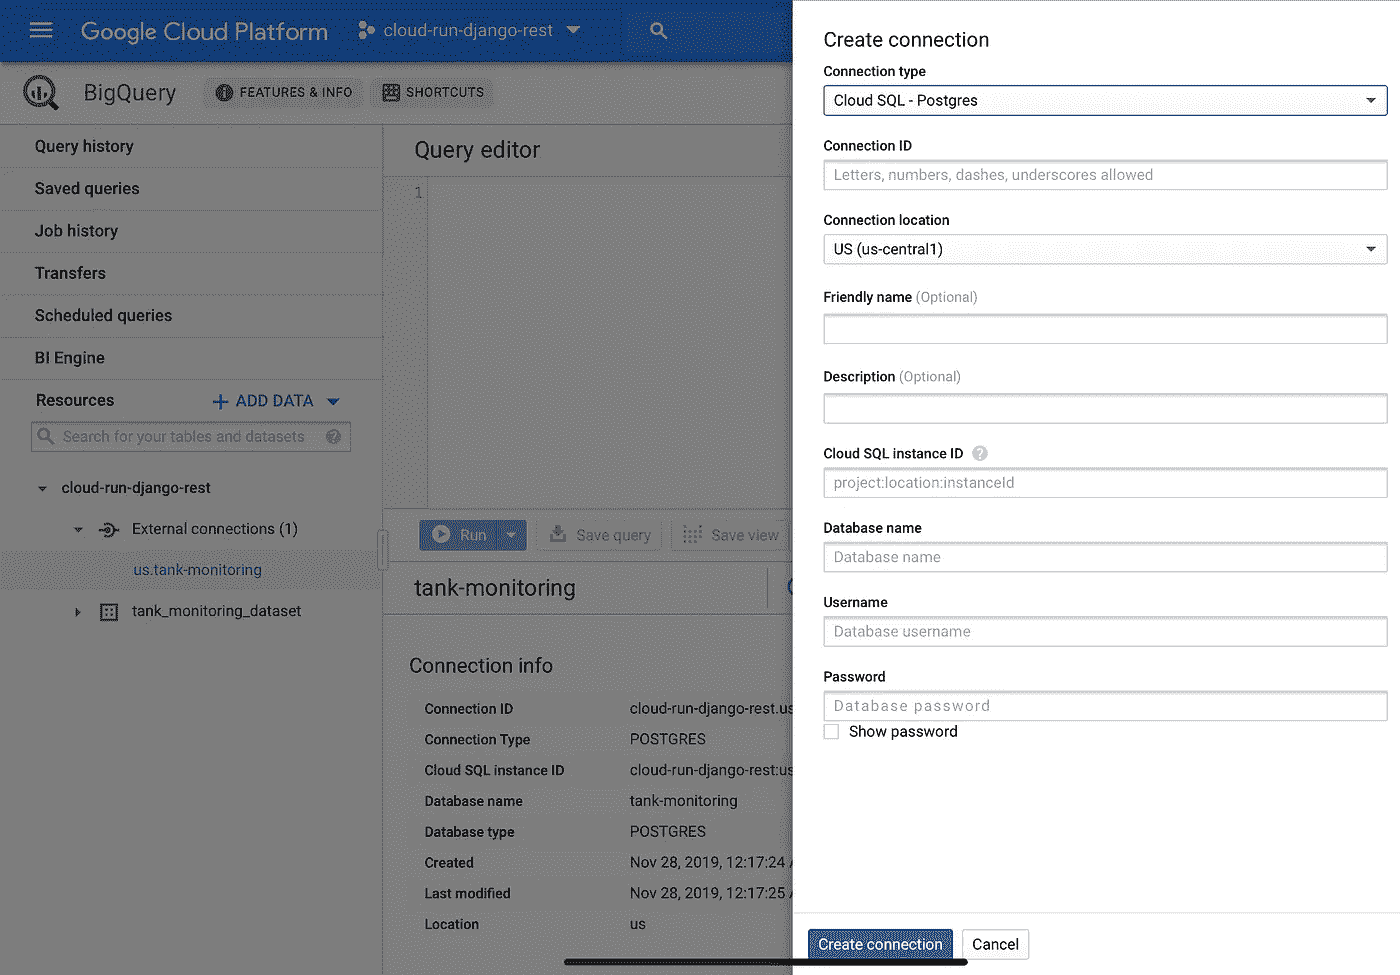 Google Cloud Platform
cloud-run-django-rest
BigQuery
FEATURES & INFO
SHORTCUTS
Query history
Saved queries
Job history
Transfers
Scheduled queries
BI Engine
Resources
ADD DATA
Search for your tables and datasets
cloud-run-django-rest
External connections (1)
us.tank-monitoring
tank_monitoring_dataset
Query editor
1
Run
Save query
Save view
tank-monitoring
Connection info
Connection ID cloud-run-django-rest.us
Connection Type POSTGRES
Cloud SQL instance ID cloud-run-django-rest:us
Database name tank-monitoring
Database type POSTGRES
Created Nov 28, 2019, 12:17:24
Last modified Nov 28, 2019, 12:17:25
Location us
Create connection
Connection type
Cloud SQL - Postgres
Connection ID
Letters, numbers, dashes, underscores allowed
Connection location
US (us-central1)
Friendly name (Optional)
Description (Optional)
Cloud SQL instance ID
project:location:instanceId
Database name
Database name
Username
Database username
Password
Database password
Show password
Create connection
Cancel